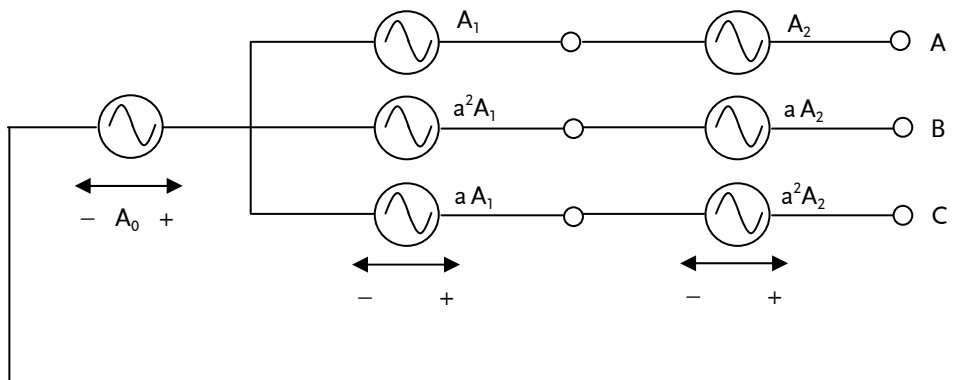 A₁ A₂ A
a²A₁ a A₂ B
a A₁ a²A₂ C
− A₀ +
− + − +